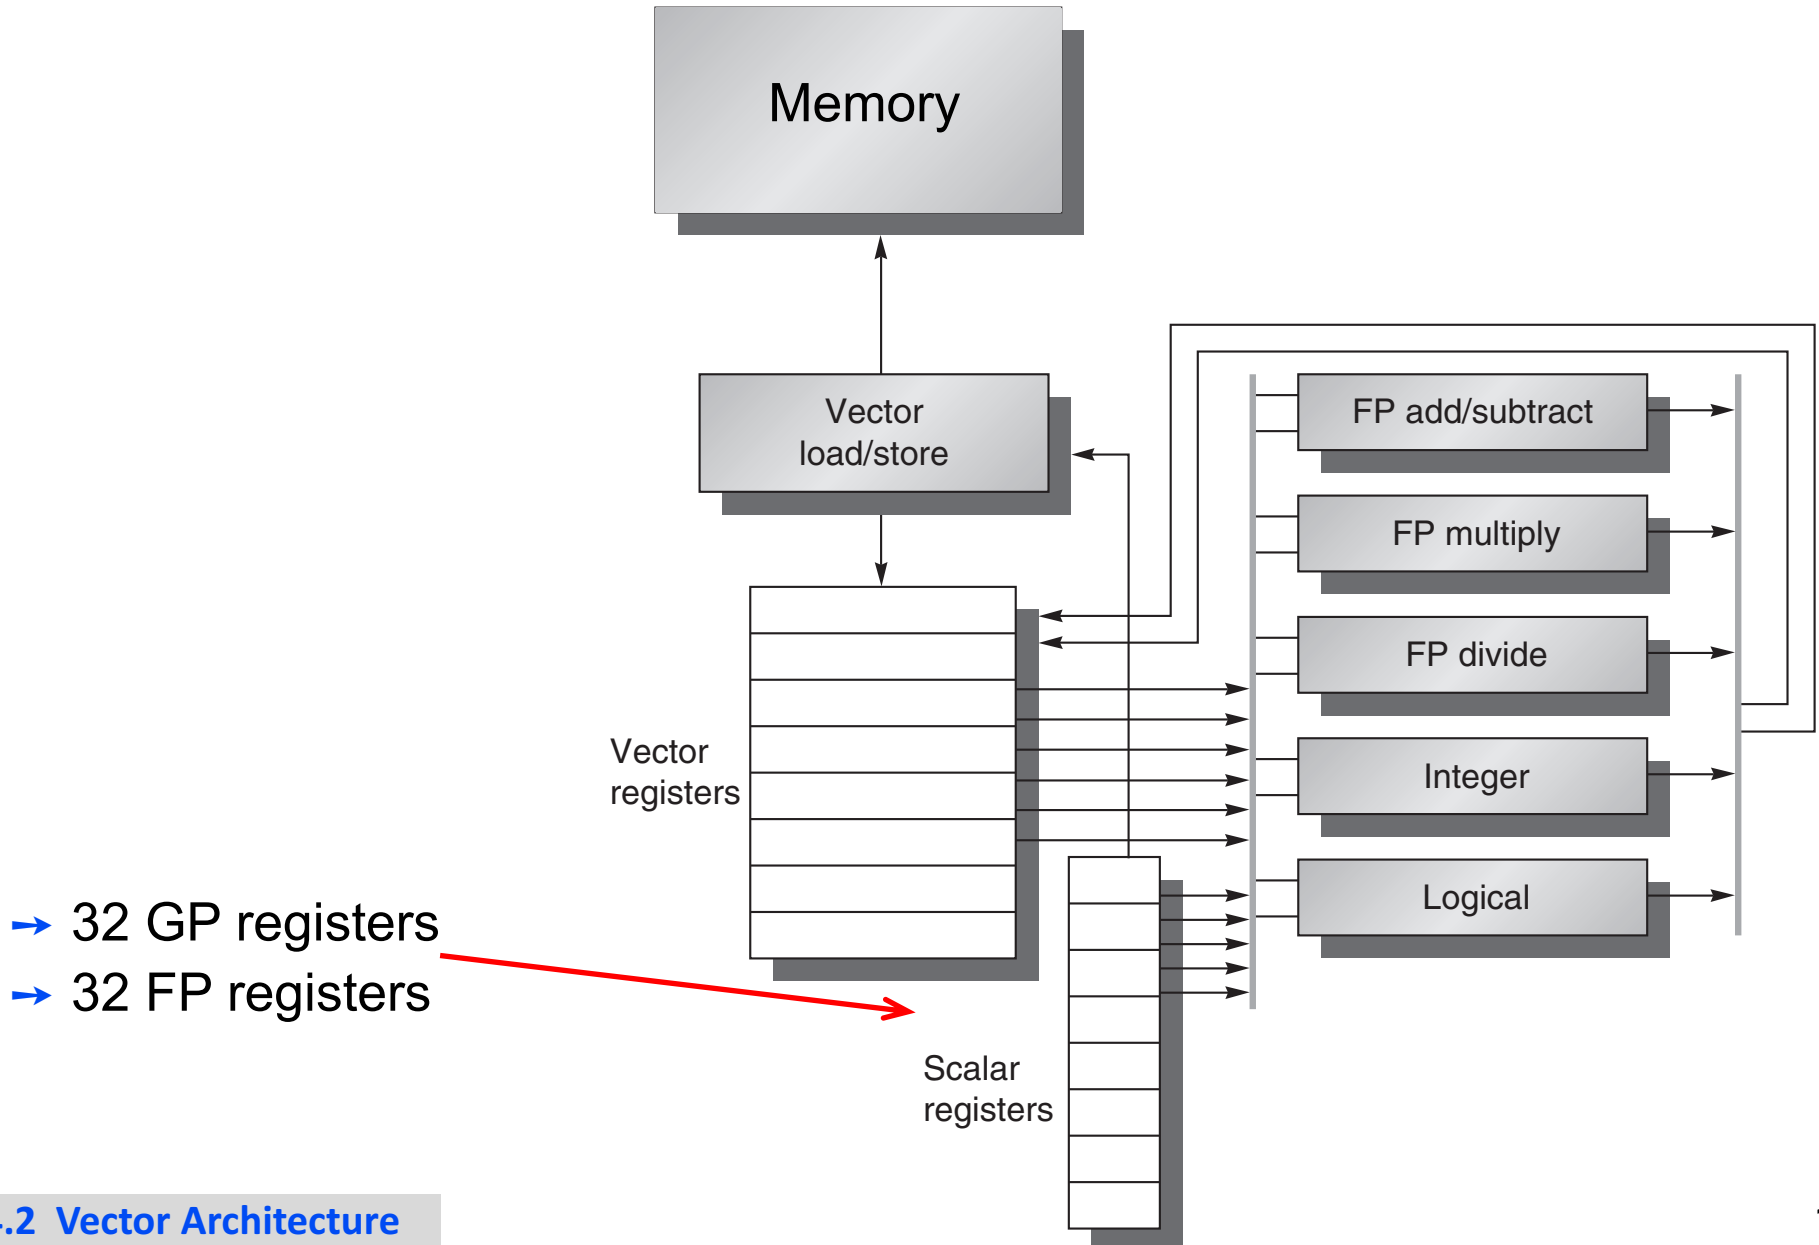 Memory
Vector
load/store
FP add/subtract
FP multiply
FP divide
Integer
Logical
Vector
registers
➙ 32 GP registers
➙ 32 FP registers
Scalar
registers
.2 Vector Architecture